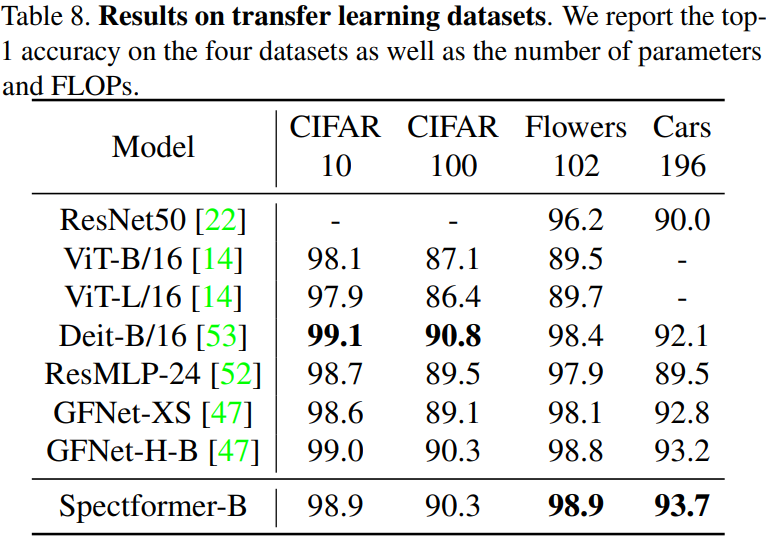 Table 8. Results on transfer learning datasets. We report the top-
1 accuracy on the four datasets as well as the number of parameters
and FLOPs.
Model CIFAR 10 CIFAR 100 Flowers 102 Cars 196
ResNet50 [22] - - 96.2 90.0
ViT-B/16 [14] 98.1 87.1 89.5 -
ViT-L/16 [14] 97.9 86.4 89.7 -
Deit-B/16 [53] 99.1 90.8 98.4 92.1
ResMLP-24 [52] 98.7 89.5 97.9 89.5
GFNet-XS [47] 98.6 89.1 98.1 92.8
GFNet-H-B [47] 99.0 90.3 98.8 93.2
Spectformer-B 98.9 90.3 98.9 93.7